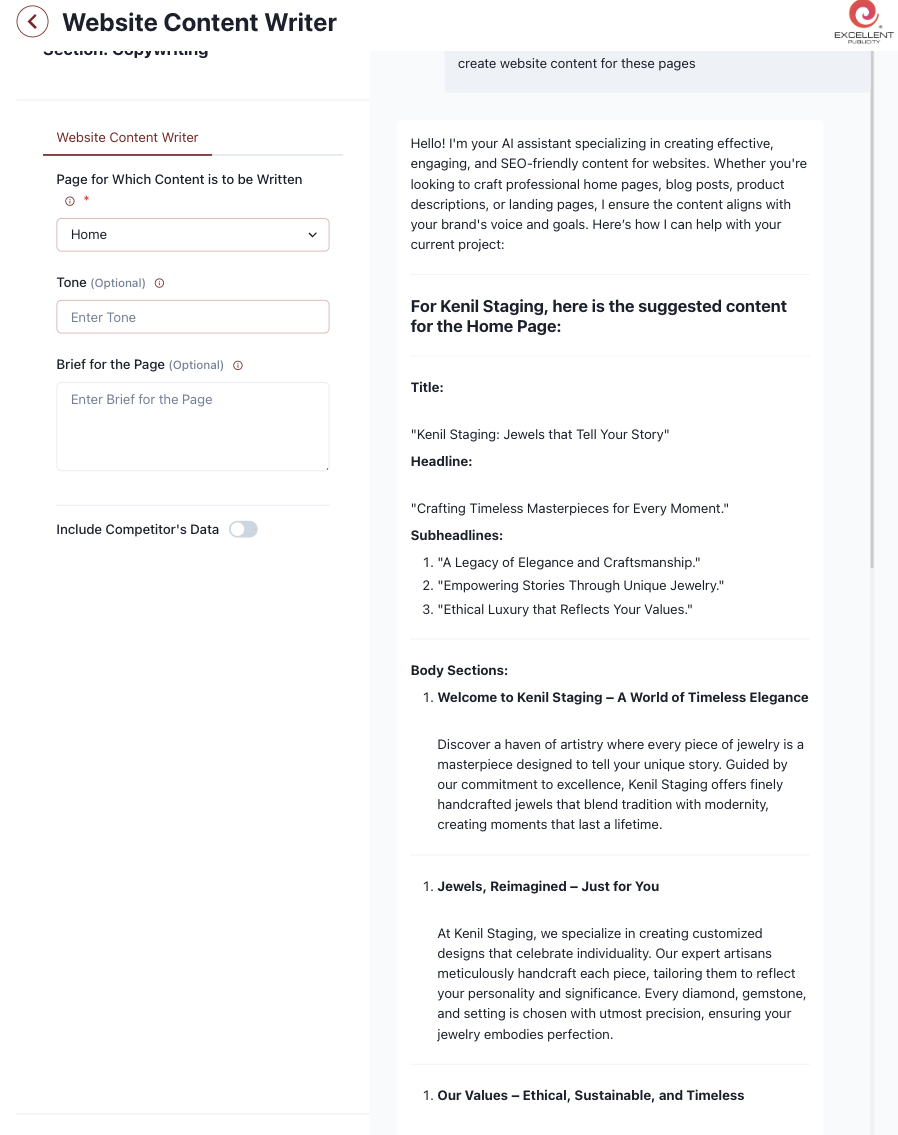 Website Content Writer
EXCELLENT
PUBLICITY
Section: Copywriting
Website Content Writer
Page for Which Content is to be Written
*
Home
Tone (Optional)
Enter Tone
Brief for the Page (Optional)
Enter Brief for the Page
Include Competitor's Data
create website content for these pages
Hello! I'm your AI assistant specializing in creating effective,
engaging, and SEO-friendly content for websites. Whether you're
looking to craft professional home pages, blog posts, product
descriptions, or landing pages, I ensure the content aligns with
your brand's voice and goals. Here's how I can help with your
current project:
For Kenil Staging, here is the suggested content
for the Home Page:
Title:
"Kenil Staging: Jewels that Tell Your Story"
Headline:
"Crafting Timeless Masterpieces for Every Moment."
Subheadlines:
1. "A Legacy of Elegance and Craftsmanship."
2. "Empowering Stories Through Unique Jewelry."
3. "Ethical Luxury that Reflects Your Values."
Body Sections:
1. Welcome to Kenil Staging – A World of Timeless Elegance
Discover a haven of artistry where every piece of jewelry is a
masterpiece designed to tell your unique story. Guided by
our commitment to excellence, Kenil Staging offers finely
handcrafted jewels that blend tradition with modernity,
creating moments that last a lifetime.
1. Jewels, Reimagined – Just for You
At Kenil Staging, we specialize in creating customized
designs that celebrate individuality. Our expert artisans
meticulously handcraft each piece, tailoring them to reflect
your personality and significance. Every diamond, gemstone,
and setting is chosen with utmost precision, ensuring your
jewelry embodies perfection.
1. Our Values – Ethical, Sustainable, and Timeless